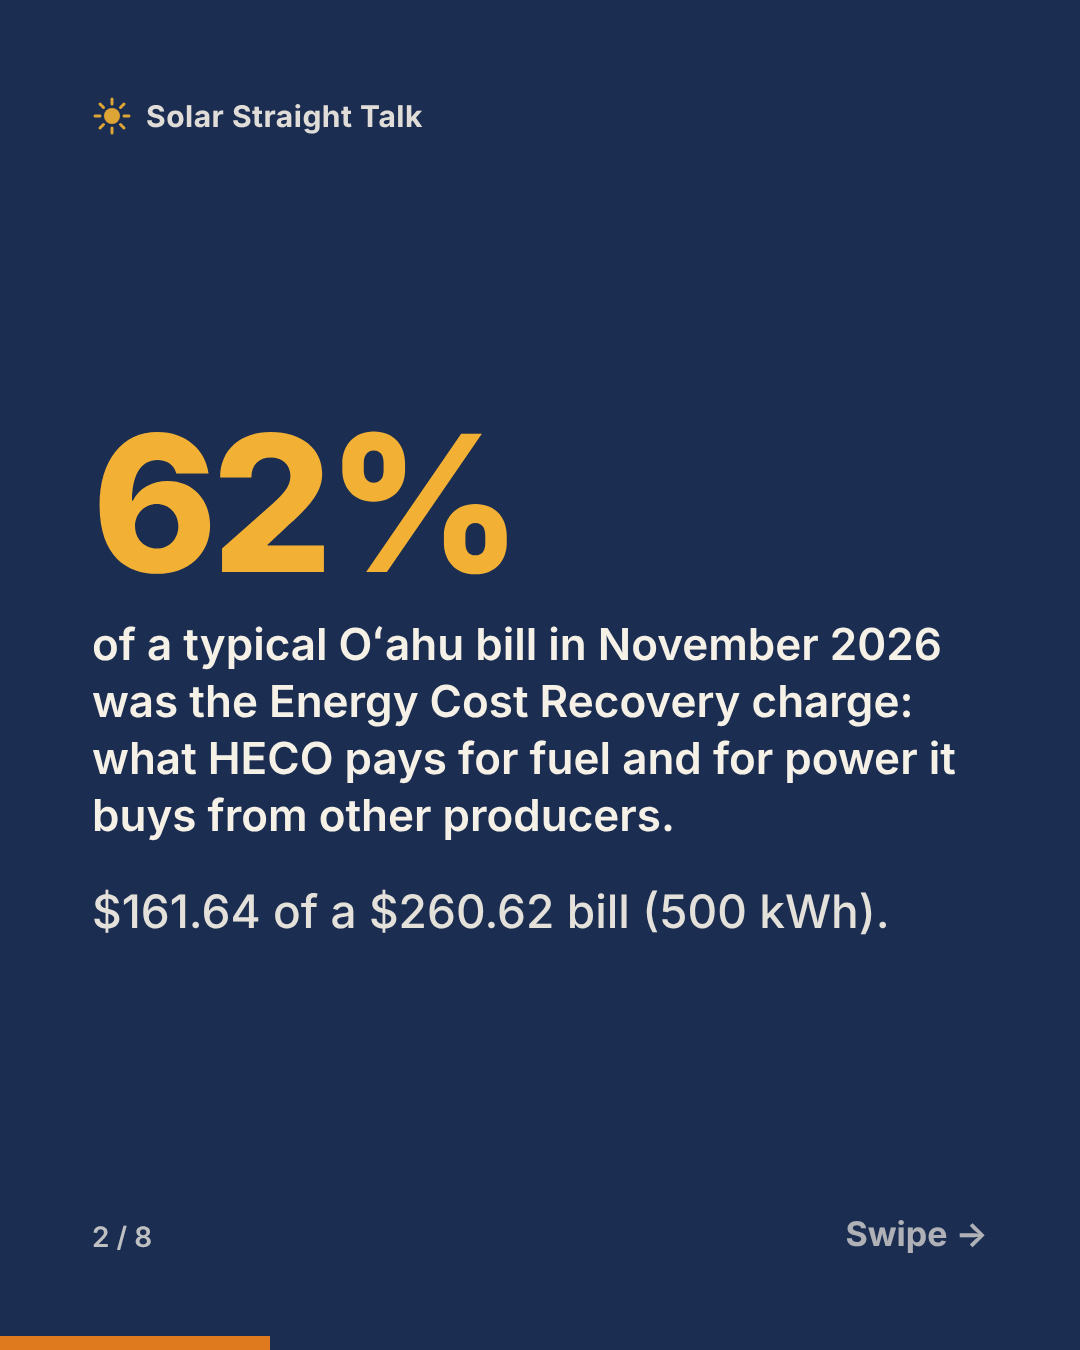 Solar Straight Talk
62%
of a typical Oʻahu bill in November 2026
was the Energy Cost Recovery charge:
what HECO pays for fuel and for power it
buys from other producers.
$161.64 of a $260.62 bill (500 kWh).
2 / 8
Swipe →